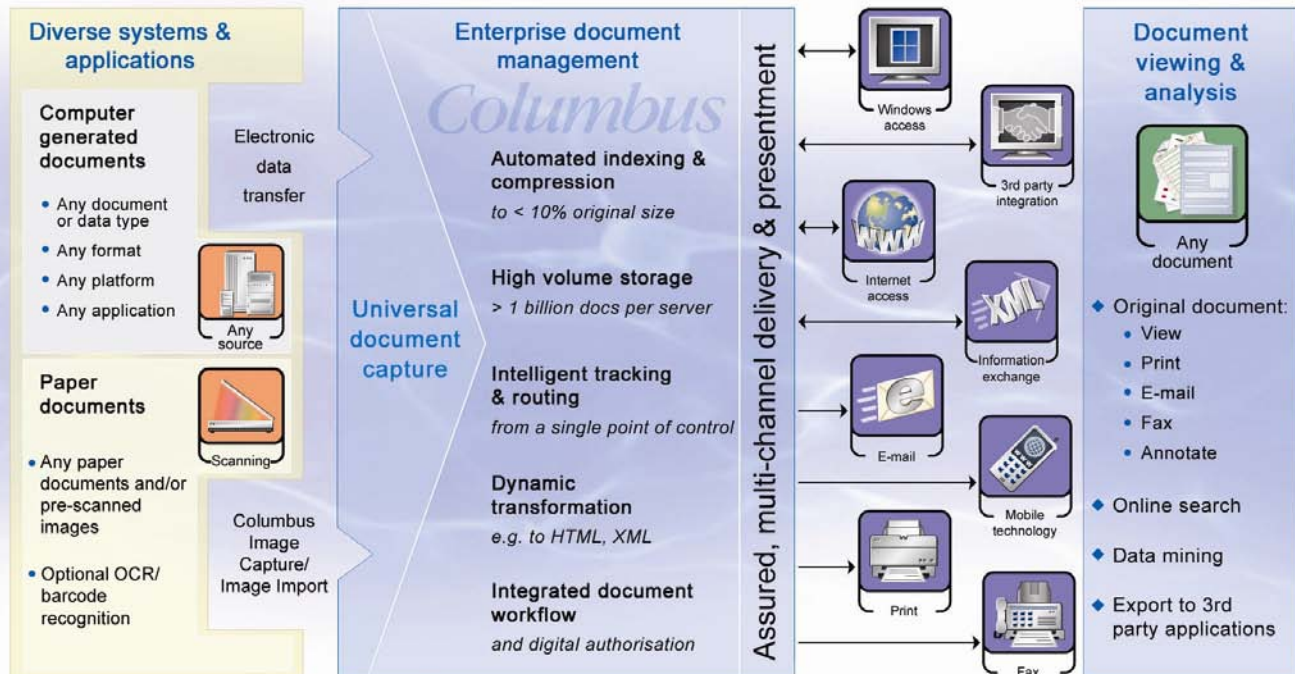 Diverse systems &
applications
Computer
generated
documents
• Any document
or data type
• Any format
• Any platform
• Any application
Any
source
Paper
documents
Scanning
• Any paper
documents and/or
pre-scanned
images
• Optional OCR/
barcode
recognition
Electronic
data
transfer
Columbus
Image
Capture/
Image Import
Universal
document
capture
Enterprise document
management
Columbus
Automated indexing &
compression
to < 10% original size
High volume storage
> 1 billion docs per server
Intelligent tracking
& routing
from a single point of control
Dynamic
transformation
e.g. to HTML, XML
Integrated document
workflow
and digital authorisation
Assured, multi-channel delivery & presentment
Windows
access
3rd party
integration
WWW
Internet
access
XML
Information
exchange
e
E-mail
Mobile
technology
Print
Fax
Document
viewing &
analysis
Any
document
◆ Original document:
• View
• Print
• E-mail
• Fax
• Annotate
◆ Online search
◆ Data mining
◆ Export to 3rd
party applications